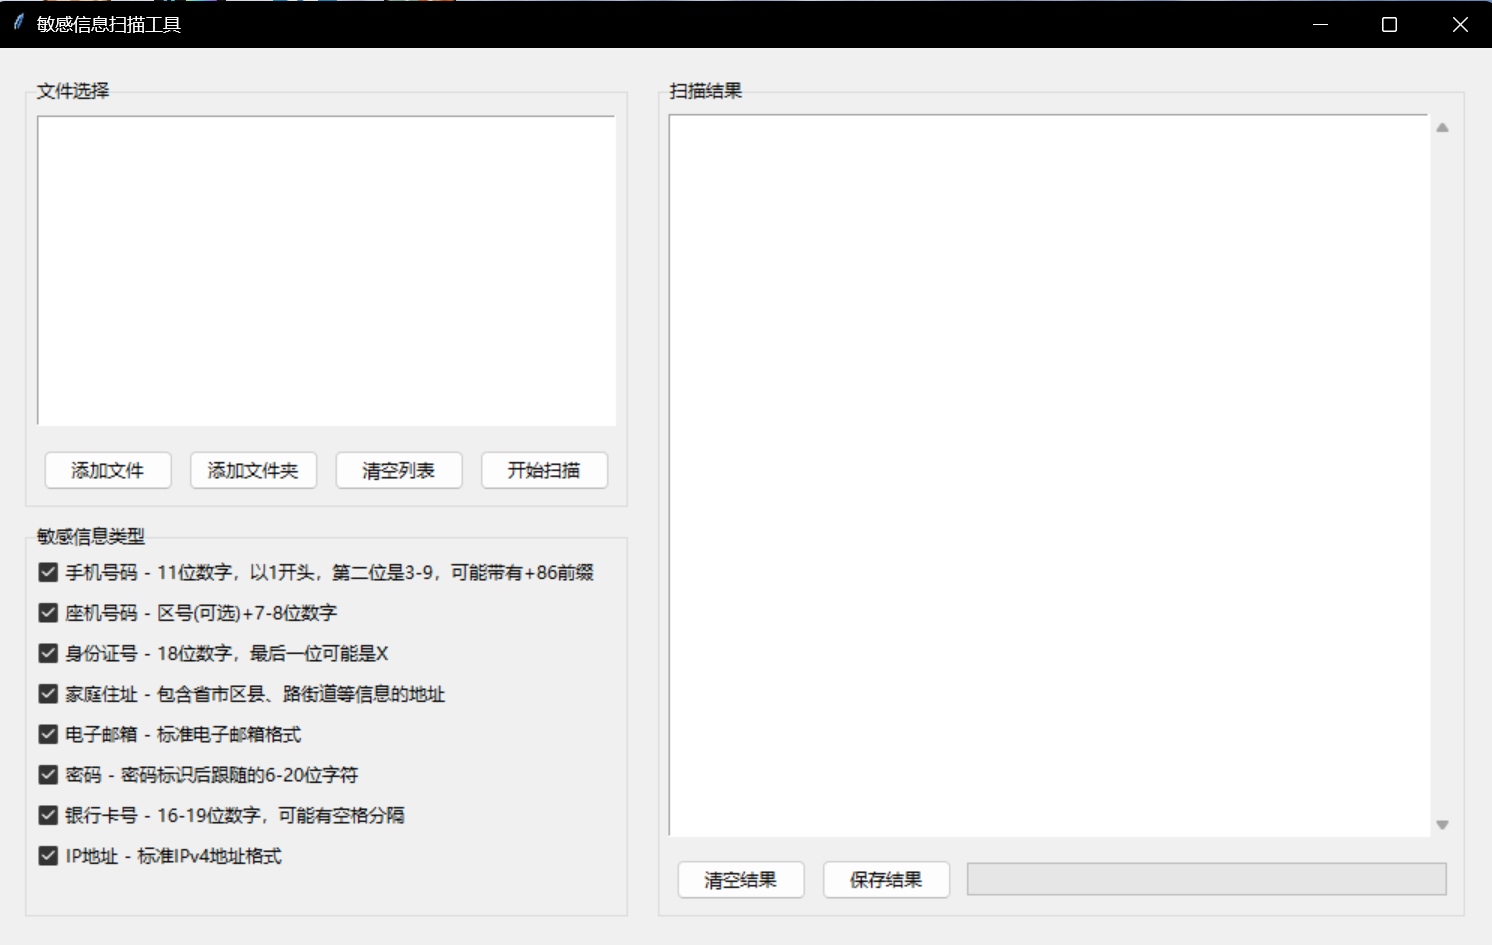 敏感信息扫描工具
文件选择
添加文件
添加文件夹
清空列表
开始扫描
敏感信息类型
手机号码 - 11位数字，以1开头，第二位是3-9，可能带有+86前缀
座机号码 - 区号(可选)+7-8位数字
身份证号 - 18位数字，最后一位可能是X
家庭住址 - 包含省市区县、路街道等信息的地址
电子邮箱 - 标准电子邮箱格式
密码 - 密码标识后跟随的6-20位字符
银行卡号 - 16-19位数字，可能有空格分隔
IP地址 - 标准IPv4地址格式
扫描结果
清空结果
保存结果